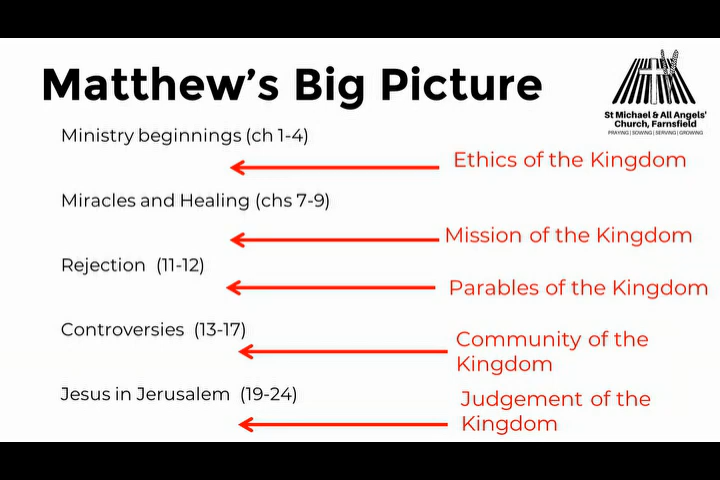 Matthew's Big Picture
St Michael & All Angels'
Church, Farnsfield
PRAYING | SOWING | SERVING | GROWING
Ministry beginnings (ch 1-4)
Ethics of the Kingdom
Miracles and Healing (chs 7-9)
Mission of the Kingdom
Rejection (11-12)
Parables of the Kingdom
Controversies (13-17)
Community of the
Kingdom
Jesus in Jerusalem (19-24)
Judgement of the
Kingdom